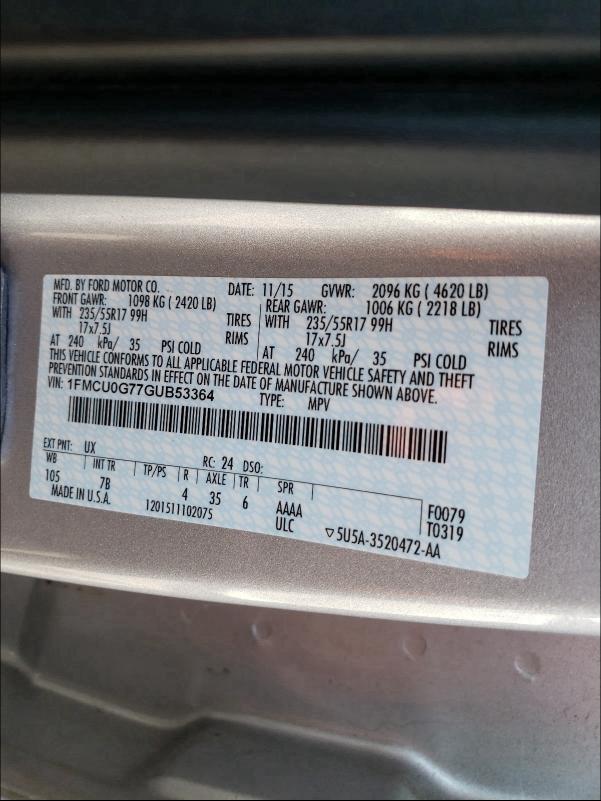 MFD. BY FORD MOTOR CO. DATE: 11/15 GVWR: 2096 KG ( 4620 LB)
FRONT GAWR: 1098 KG ( 2420 LB) REAR GAWR: 1006 KG ( 2218 LB)
WITH 235/55R17 99H TIRES WITH 235/55R17 99H TIRES
17x7.5J RIMS 17x7.5J RIMS
AT 240 kPa/ 35 PSI COLD AT 240 kPa/ 35 PSI COLD
THIS VEHICLE CONFORMS TO ALL APPLICABLE FEDERAL MOTOR VEHICLE SAFETY AND THEFT
PREVENTION STANDARDS IN EFFECT ON THE DATE OF MANUFACTURE SHOWN ABOVE.
VIN: 1FMCU0G77GUB53364 TYPE: MPV
EXT PNT: UX RC: 24 DSO:
WB INT TR TP/PS R AXLE TR SPR
105 7B 4 35 6 AAAA F0079
MADE IN U.S.A. 1201511102075 ULC ▽5U5A-3520472-AA T0319